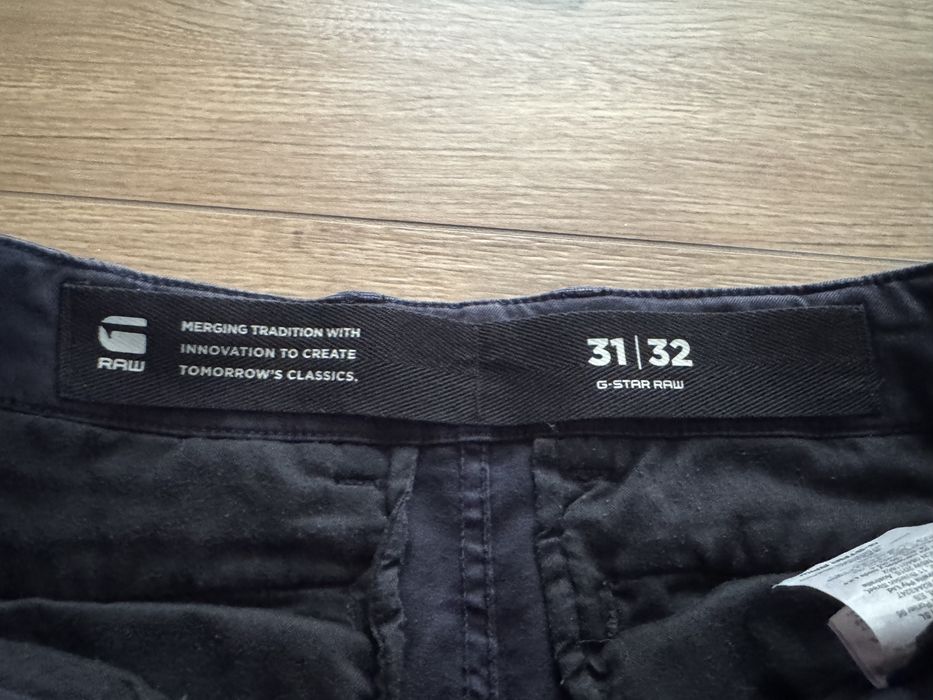 RAW
MERGING TRADITION WITH
INNOVATION TO CREATE
TOMORROW'S CLASSICS.
31|32
G-STAR RAW